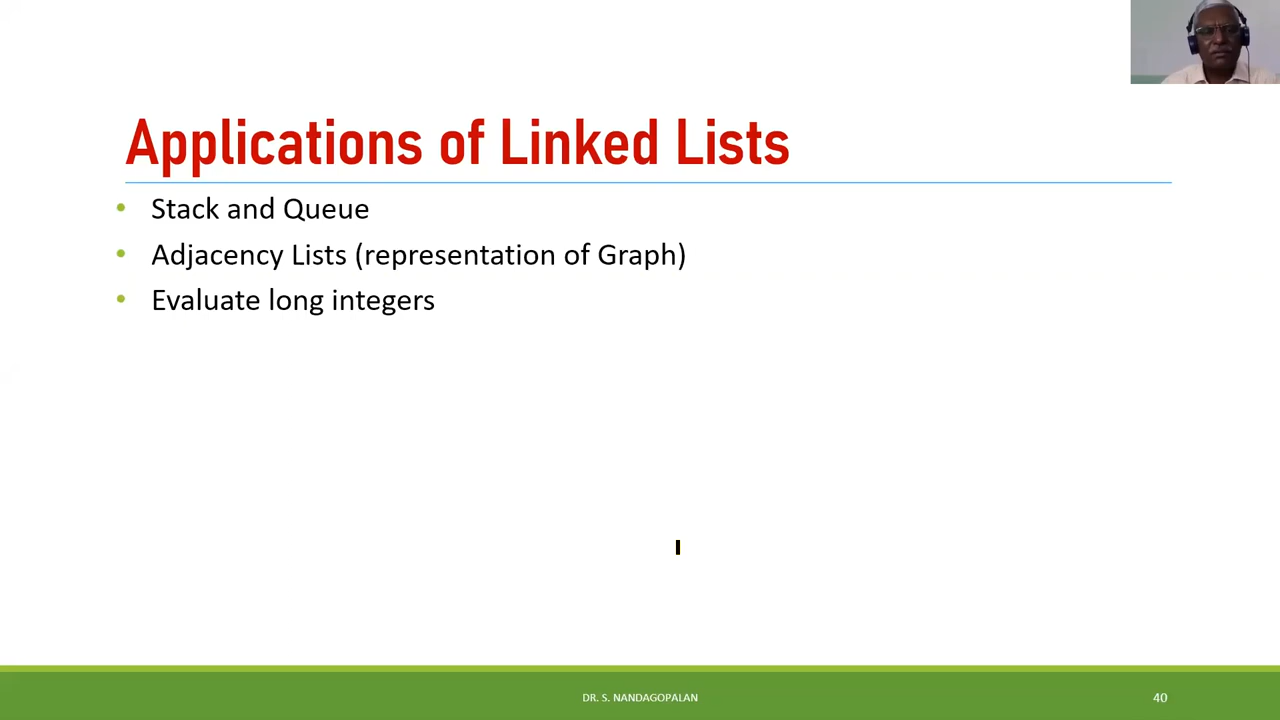 Applications of Linked Lists
• Stack and Queue
• Adjacency Lists (representation of Graph)
• Evaluate long integers
DR. S. NANDAGOPALAN
40